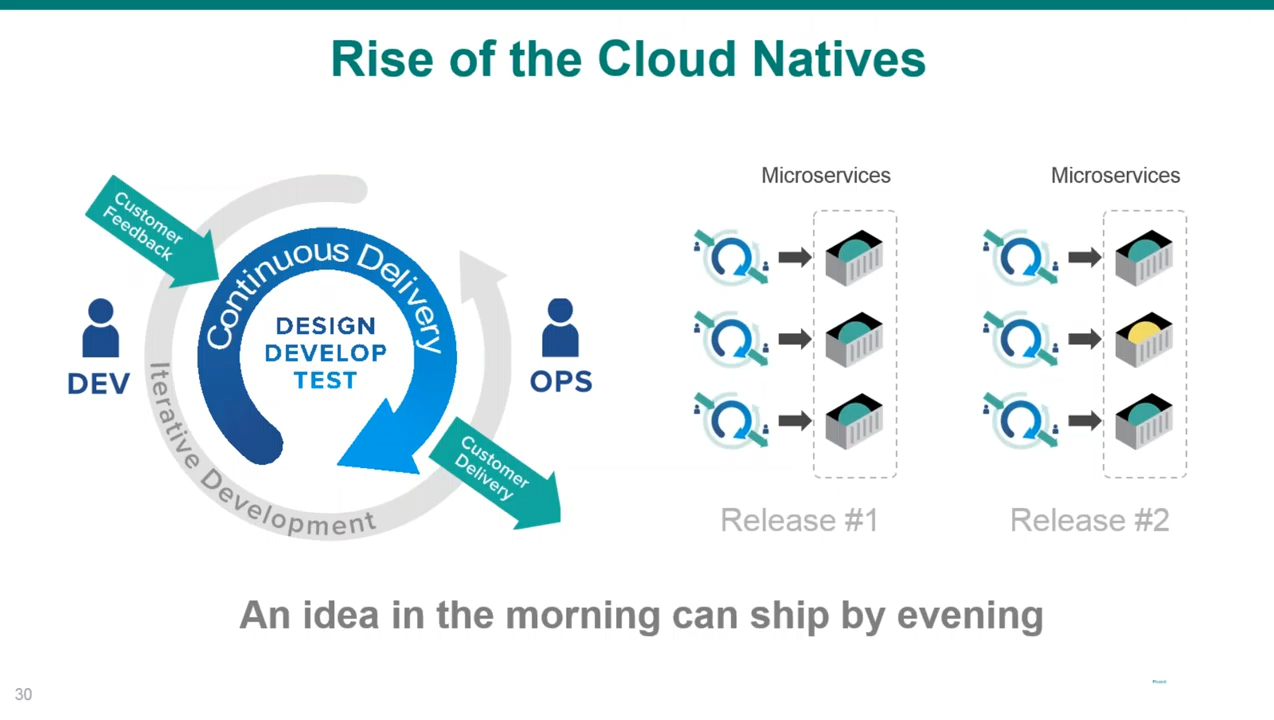 Rise of the Cloud Natives
Customer
Feedback
Continuous Delivery
DESIGN
DEVELOP
TEST
DEV
OPS
Iterative Development
Customer
Delivery
Microservices
Release #1
Microservices
Release #2
An idea in the morning can ship by evening
30
Pivotal